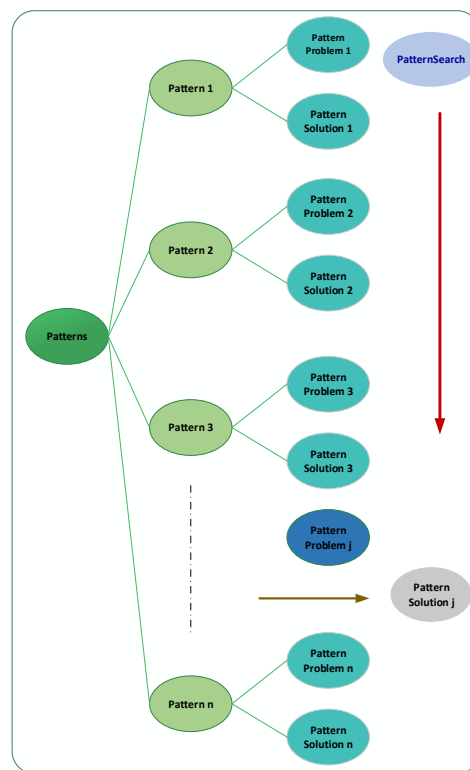 Pattern
Problem 1
PatternSearch
Pattern 1
Pattern
Solution 1
Pattern
Problem 2
Pattern 2
Pattern
Solution 2
Patterns
Pattern
Problem 3
Pattern 3
Pattern
Solution 3
Pattern
Problem j
Pattern
Solution j
Pattern
Problem n
Pattern n
Pattern
Solution n